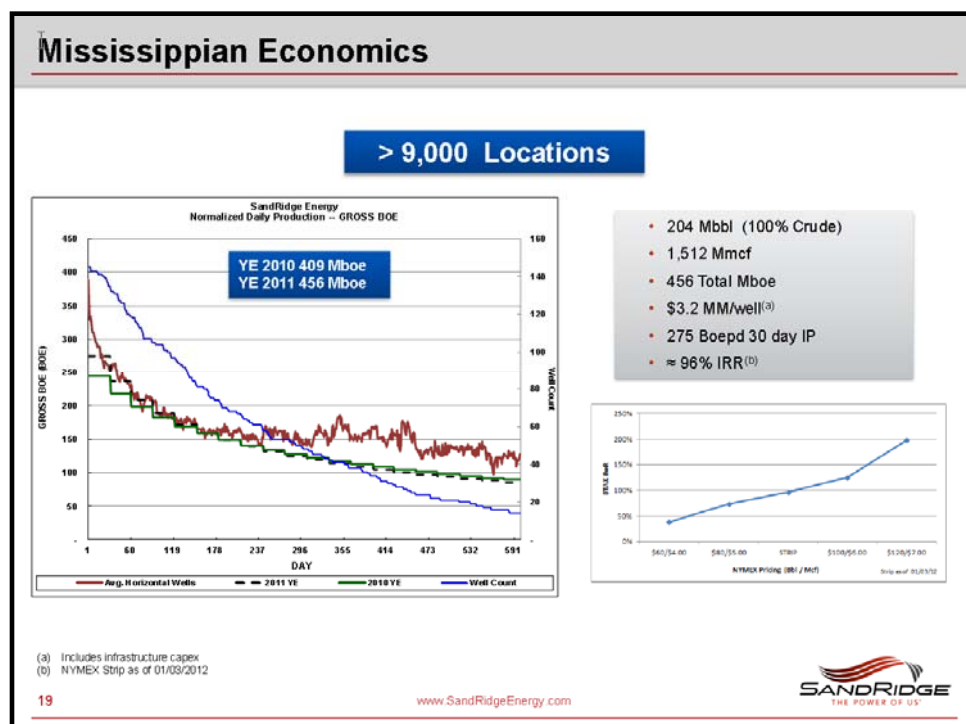 Mississippian Economics
> 9,000 Locations
SandRidge Energy
Normalized Daily Production -- GROSS BOE
YE 2010 409 Mboe
YE 2011 456 Mboe
GROSS BOE (BOE)
450
400
350
300
250
200
150
100
50
-
160
140
120
100
80
60
40
20
-
Well Count
1 60 119 178 237 296 355 414 473 532 591
DAY
Avg. Horizontal Wells 2011 YE 2010 YE Well Count
• 204 Mbbl (100% Crude)
• 1,512 Mmcf
• 456 Total Mboe
• $3.2 MM/well(a)
• 275 Boepd 30 day IP
• ≈ 96% IRR(b)
250%
200%
150%
100%
50%
0%
$60/$4.00 $80/$5.00 STRIP $100/$6.00 $120/$7.00
NYMEX Pricing (Bbl / Mcf)
Strip as of 01/03/12
(a) Includes infrastructure capex
(b) NYMEX Strip as of 01/03/2012
19
www.SandRidgeEnergy.com
SANDRIDGE
THE POWER OF US